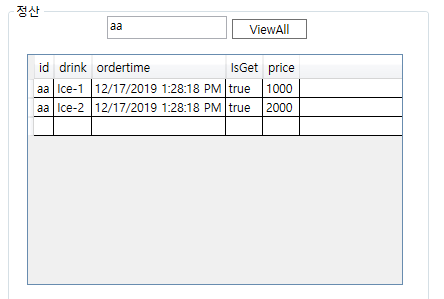 정산
aa ViewAll
id drink ordertime IsGet price
aa Ice-1 12/17/2019 1:28:18 PM true 1000
aa Ice-2 12/17/2019 1:28:18 PM true 2000